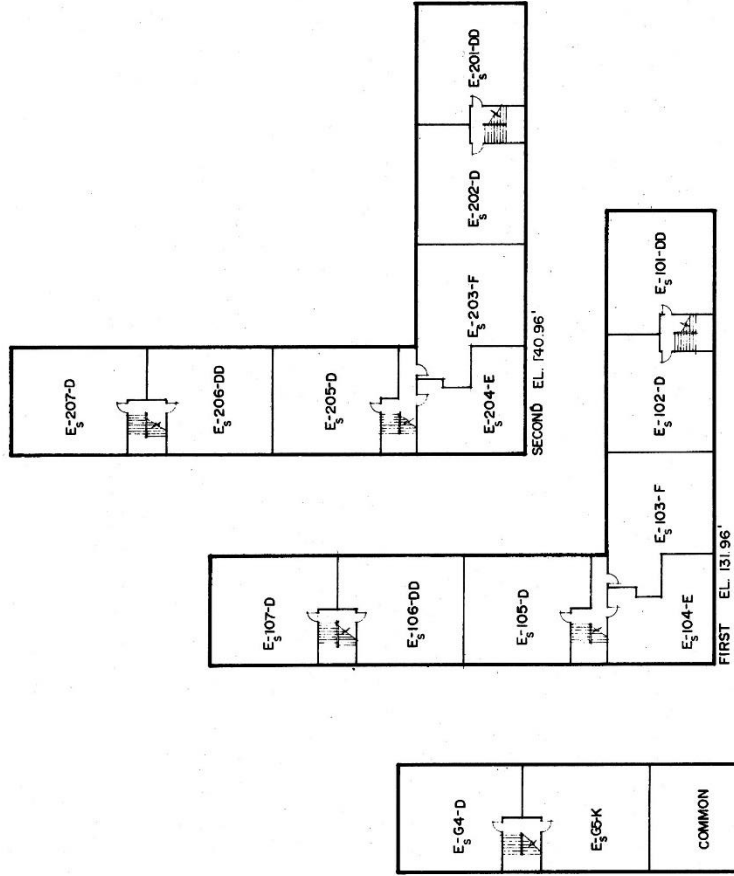 E-207-D
S
E-206-DD
S
E-205-D
S
E-204-E
S
E-203-F
S
E-202-D
S
E-201-DD
S
SECOND EL. 140.96'
E-107-D
S
E-106-DD
S
E-105-D
S
E-104-E
S
E-103-F
S
E-102-D
S
E-101-DD
S
FIRST EL. 131.96'
E-G4-D
S
E-G5-K
S
COMMON